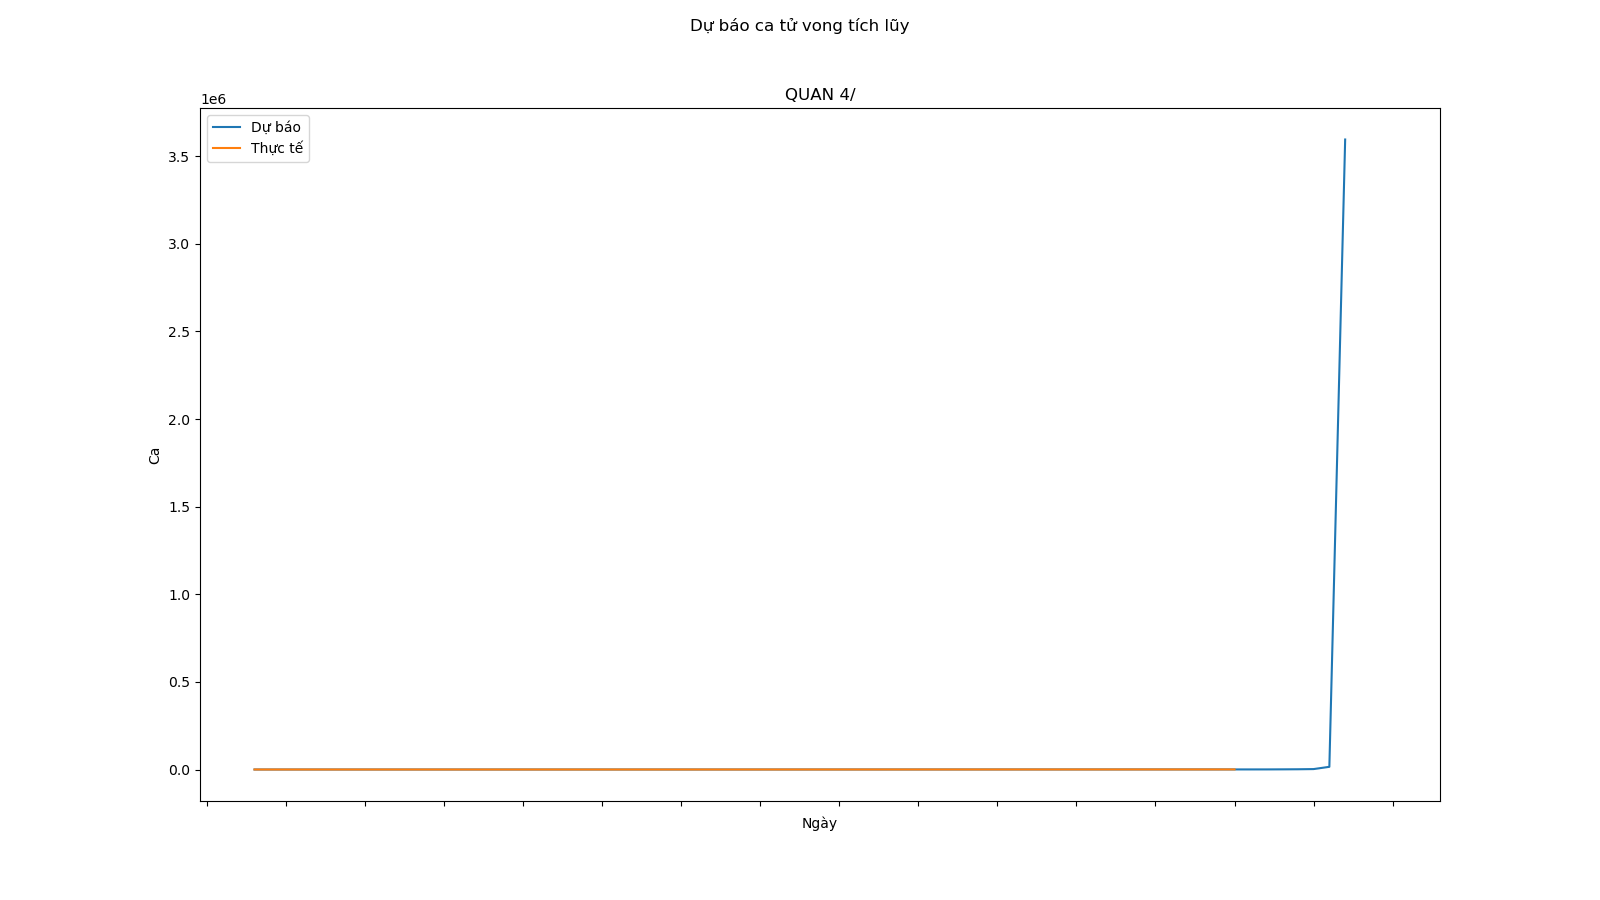 Dự báo ca tử vong tích lũy
QUAN 4/
1e6
Dự báo
Thực tế
3.5
3.0
2.5
2.0
1.5
1.0
0.5
0.0
Ca
Ngày